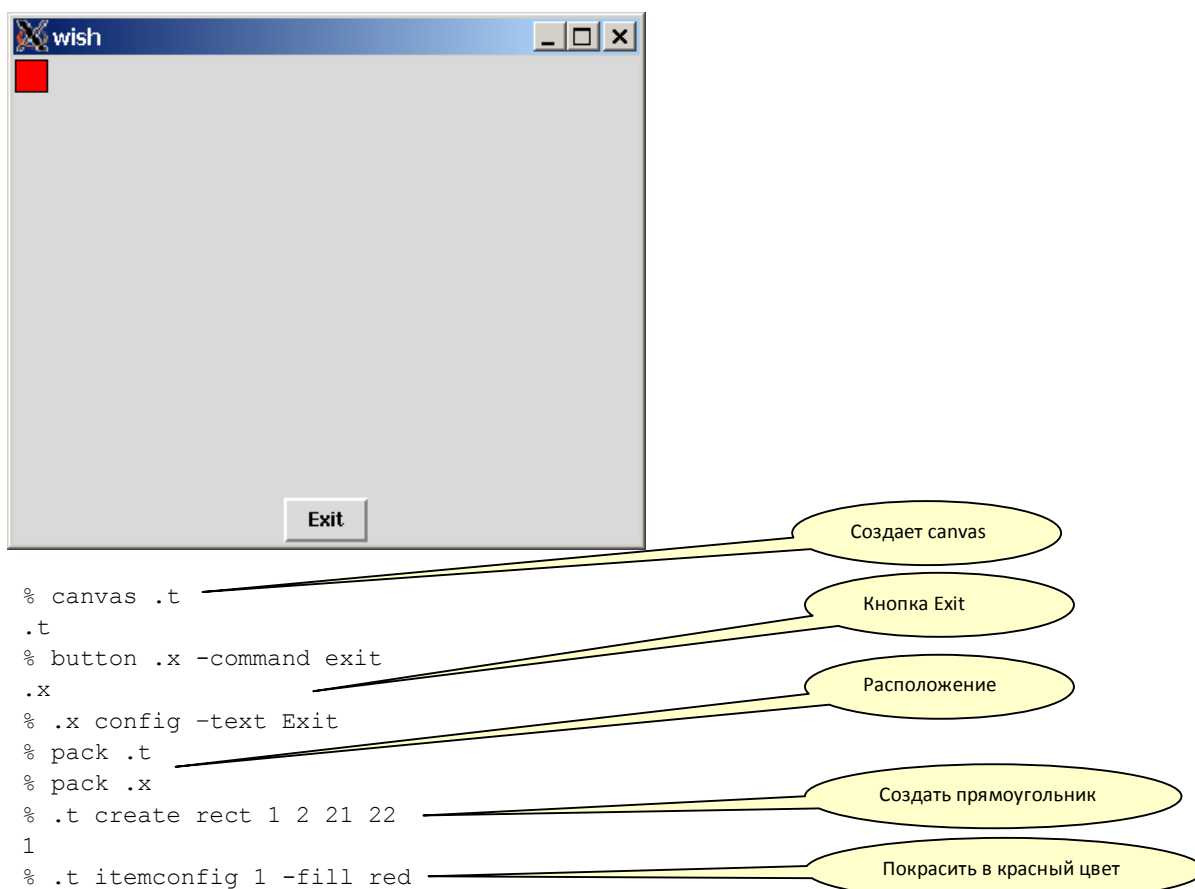 wish
Exit
Создает canvas
% canvas .t
Кнопка Exit
.t
% button .x -command exit
.x
Расположение
% .x config –text Exit
% pack .t
% pack .x
Создать прямоугольник
% .t create rect 1 2 21 22
1
Покрасить в красный цвет
% .t itemconfig 1 -fill red